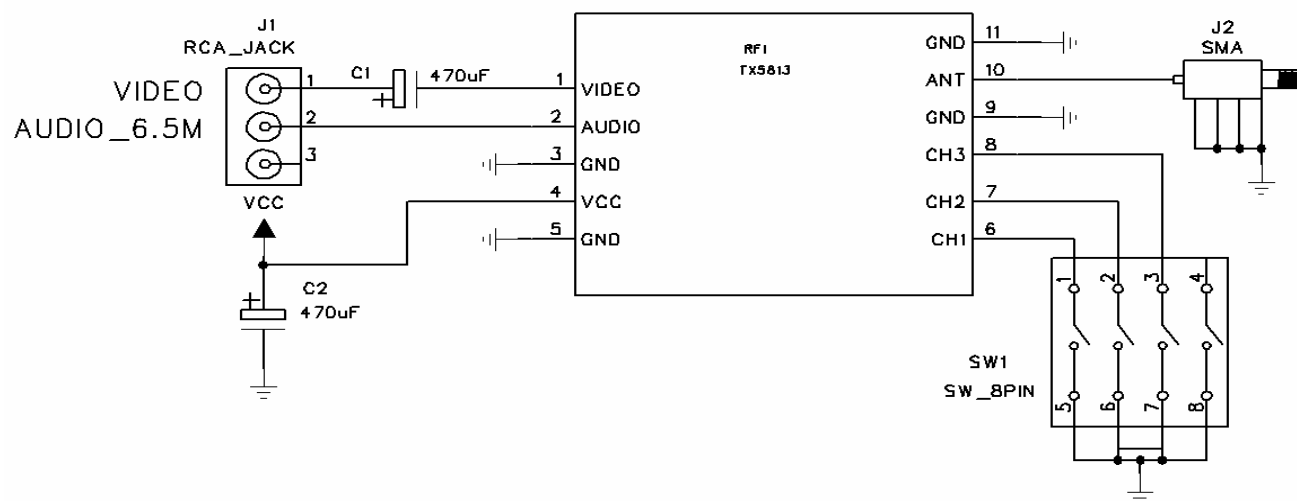 J1
RCA_JACK
VIDEO
AUDIO_6.5M
1
2
3
C1
+
470uF
VCC
+
C2
470uF
RF1
TX5813
1 VIDEO
2 AUDIO
3 GND
4 VCC
5 GND
GND 11
ANT 10
GND 9
CH3 8
CH2 7
CH1 6
J2
SMA
1 2 3 4
SW1
SW_8PIN
5 6 7 8